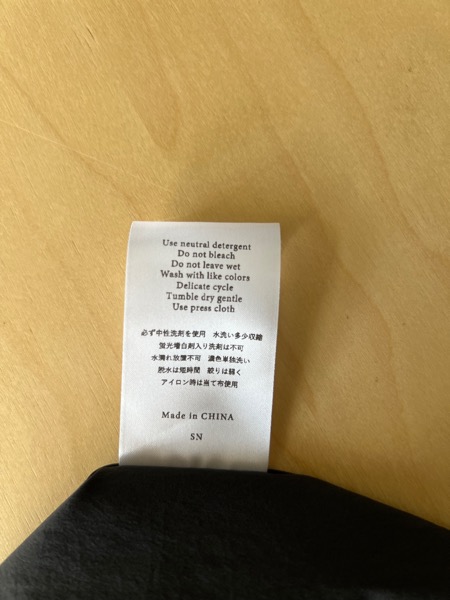 Use neutral detergent
Do not bleach
Do not leave wet
Wash with like colors
Delicate cycle
Tumble dry gentle
Use press cloth
必ず中性洗剤を使用　水洗い多少収縮
蛍光増白剤入り洗剤は不可
水濡れ放置不可　濃色単独洗い
脱水は短時間　絞りは弱く
アイロン時は当て布使用
Made in CHINA
SN